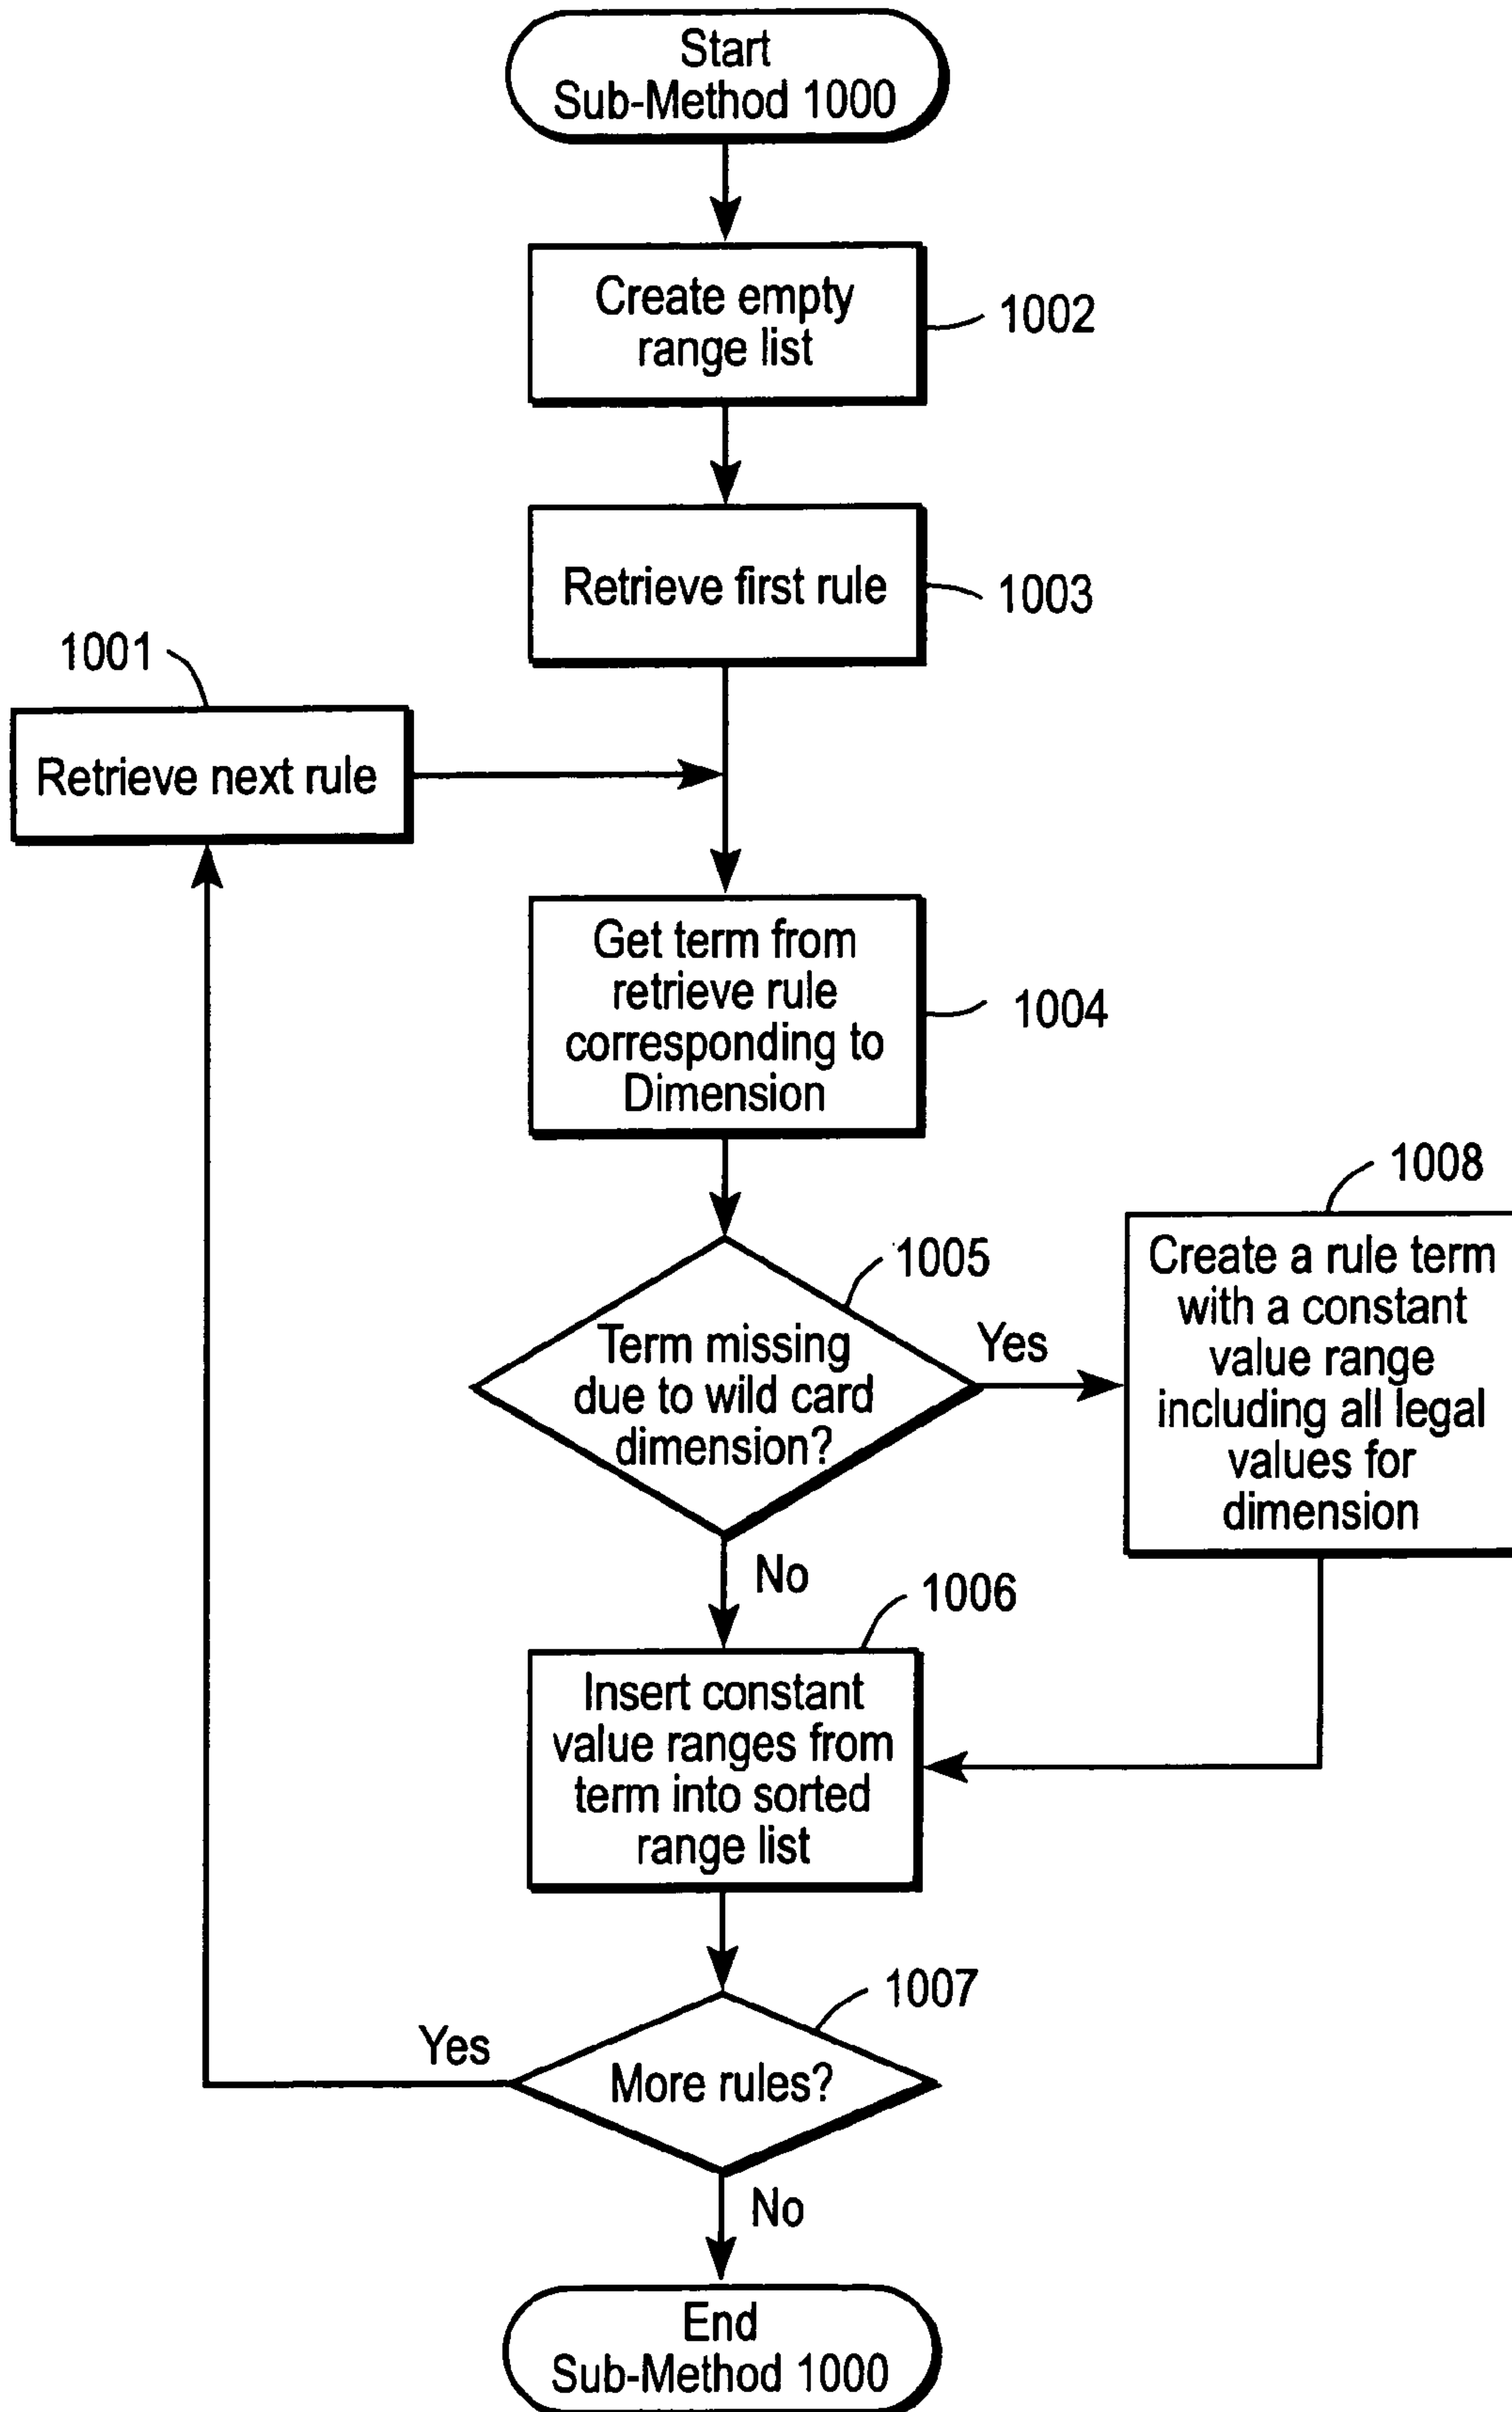 Start
Sub-Method 1000
Create empty
range list
1002
Retrieve first rule
1003
1001
Retrieve next rule
Get term from
retrieve rule
corresponding to
Dimension
1004
1005
Term missing
due to wild card
dimension?
Yes
1008
Create a rule term
with a constant
value range
including all legal
values for
dimension
No
1006
Insert constant
value ranges from
term into sorted
range list
1007
More rules?
Yes
No
End
Sub-Method 1000